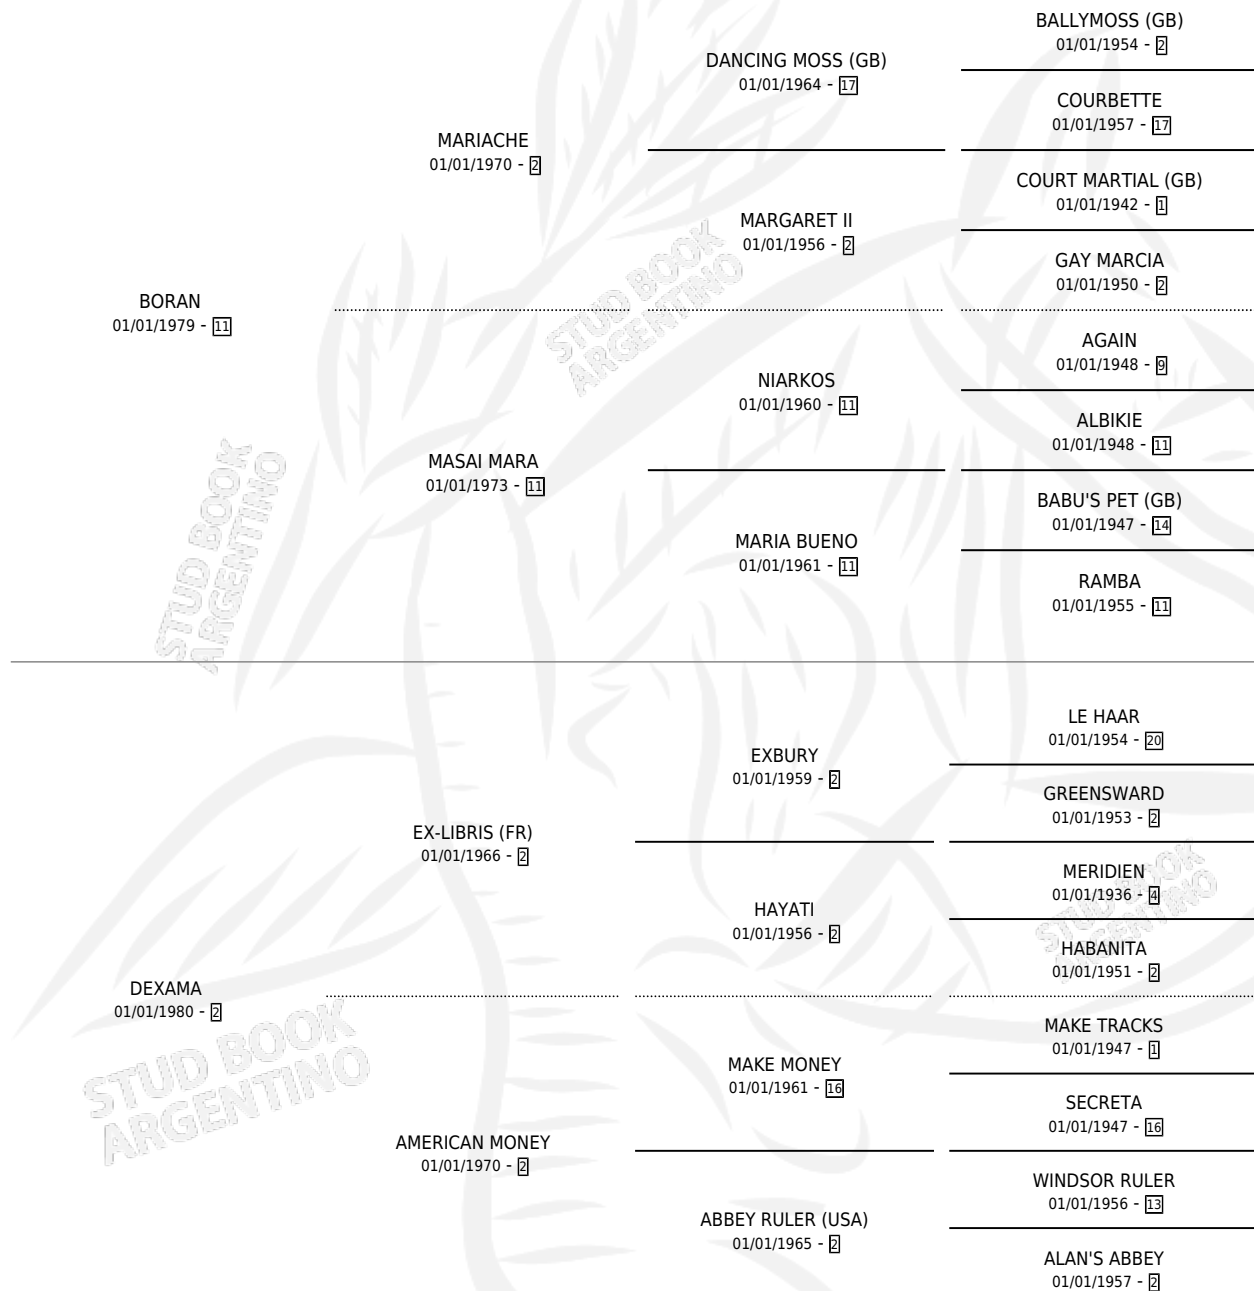 BALLYMOSS (GB)
01/01/1954 - 2
DANCING MOSS (GB)
01/01/1964 - 17
COURBETTE
01/01/1957 - 17
MARIACHE
01/01/1970 - 2
COURT MARTIAL (GB)
01/01/1942 - 1
MARGARET II
01/01/1956 - 2
GAY MARCIA
01/01/1950 - 2
BORAN
01/01/1979 - 11
AGAIN
01/01/1948 - 9
NIARKOS
01/01/1960 - 11
ALBIKIE
01/01/1948 - 11
MASAI MARA
01/01/1973 - 11
BABU'S PET (GB)
01/01/1947 - 14
MARIA BUENO
01/01/1961 - 11
RAMBA
01/01/1955 - 11
LE HAAR
01/01/1954 - 20
EXBURY
01/01/1959 - 2
GREENSWARD
01/01/1953 - 2
EX-LIBRIS (FR)
01/01/1966 - 2
MERIDIEN
01/01/1936 - 4
HAYATI
01/01/1956 - 2
HABANITA
01/01/1951 - 2
DEXAMA
01/01/1980 - 2
MAKE TRACKS
01/01/1947 - 1
MAKE MONEY
01/01/1961 - 16
SECRETA
01/01/1947 - 16
AMERICAN MONEY
01/01/1970 - 2
WINDSOR RULER
01/01/1956 - 13
ABBEY RULER (USA)
01/01/1965 - 2
ALAN'S ABBEY
01/01/1957 - 2
STUD BOOK
ARGENTINO
STUD BOOK
ARGENTINO
STUD BOOK
ARGENTINO
STUD BOOK
ARGENTINO